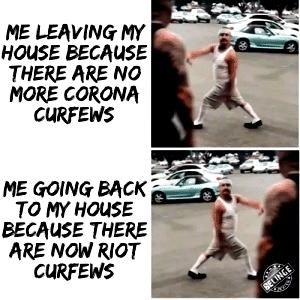 ME LEAVING MY
HOUSE BECAUSE
THERE ARE NO
MORE CORONA
CURFEWS
ME GOING BACK
TO MY HOUSE
BECAUSE THERE
ARE NOW RIOT
CURFEWS
BELINGE